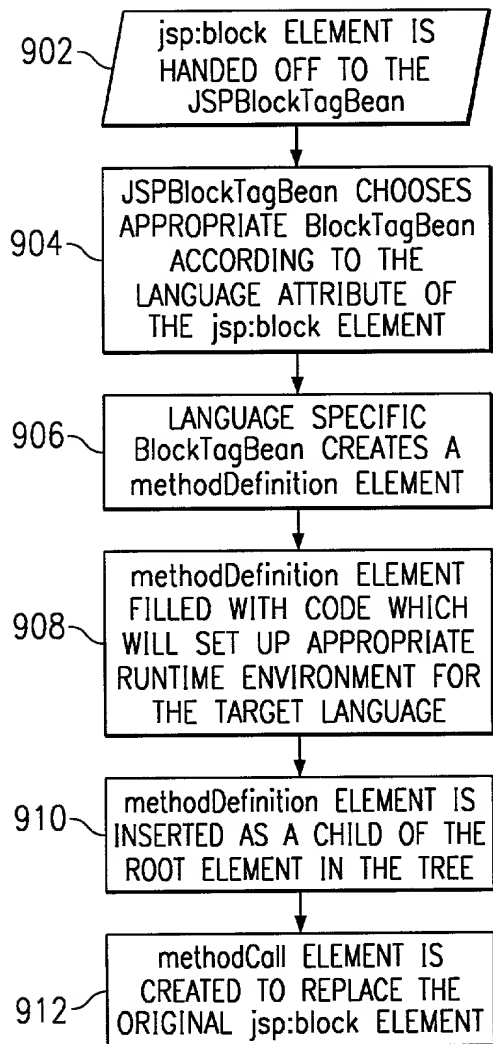 902
jsp:block ELEMENT IS
HANDED OFF TO THE
JSPBlockTagBean
904
JSPBlockTagBean CHOOSES
APPROPRIATE BlockTagBean
ACCORDING TO THE
LANGUAGE ATTRIBUTE OF
THE jsp:block ELEMENT
906
LANGUAGE SPECIFIC
BlockTagBean CREATES A
methodDefinition ELEMENT
908
methodDefinition ELEMENT
FILLED WITH CODE WHICH
WILL SET UP APPROPRIATE
RUNTIME ENVIRONMENT FOR
THE TARGET LANGUAGE
910
methodDefinition ELEMENT IS
INSERTED AS A CHILD OF THE
ROOT ELEMENT IN THE TREE
912
methodCall ELEMENT IS
CREATED TO REPLACE THE
ORIGINAL jsp:block ELEMENT